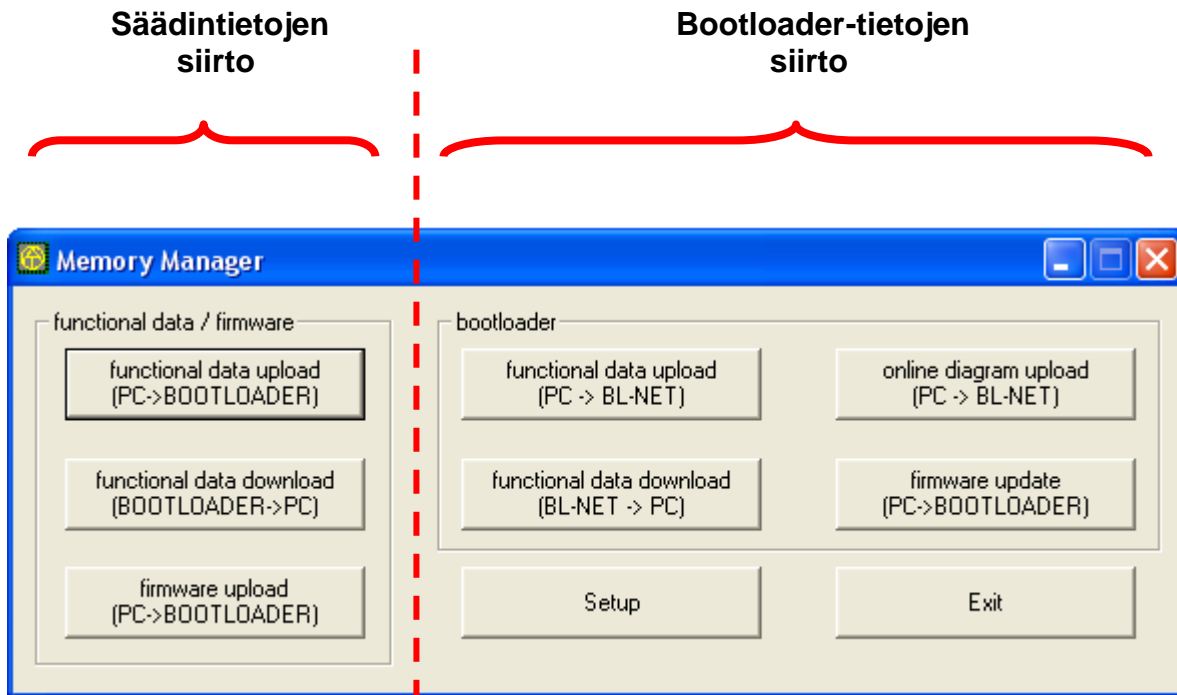 Säädintietojen
siirto
Bootloader-tietojen
siirto
Memory Manager
functional data / firmware
functional data upload
(PC->BOOTLOADER)
functional data download
(BOOTLOADER->PC)
firmware upload
(PC->BOOTLOADER)
bootloader
functional data upload
(PC -> BL-NET)
online diagram upload
(PC -> BL-NET)
functional data download
(BL-NET -> PC)
firmware update
(PC->BOOTLOADER)
Setup
Exit